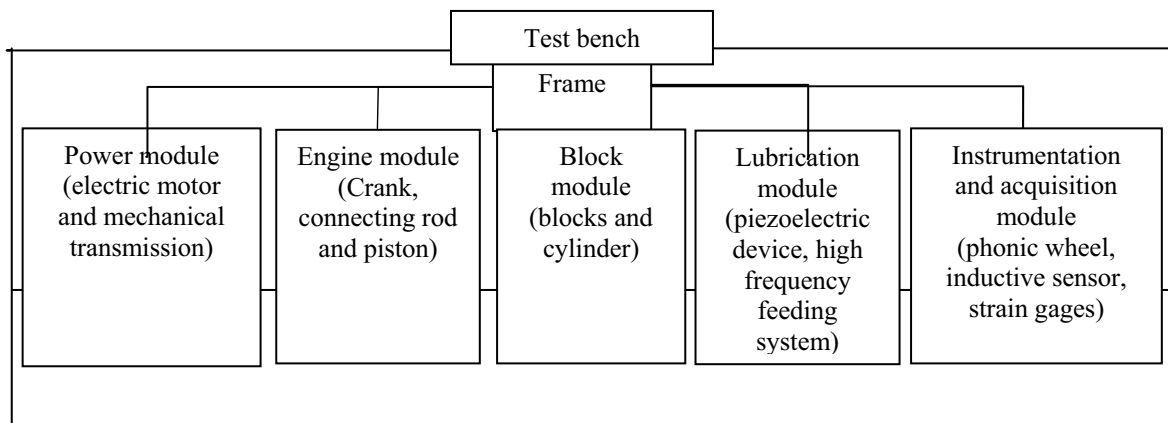 Test bench
Frame
Power module
(electric motor
and mechanical
transmission)
Engine module
(Crank,
connecting rod
and piston)
Block
module
(blocks and
cylinder)
Lubrication
module
(piezoelectric
device, high
frequency
feeding
system)
Instrumentation
and acquisition
module
(phonic wheel,
inductive sensor,
strain gages)